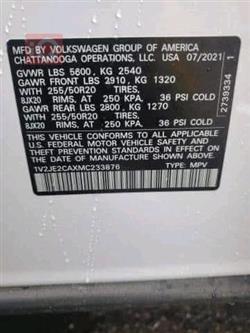 MFD. BY VOLKSWAGEN GROUP OF AMERICA
CHATTANOOGA OPERATIONS, LLC. USA 07/2021
GVWR LBS 5600, KG 2540
GAWR FRONT LBS 2910, KG 1320
WITH 255/50R20 TIRES,
8JX20 RIMS, AT 250 KPA, 36 PSI COLD
GAWR REAR LBS 2800, KG 1270
WITH 255/50R20 TIRES,
8JX20 RIMS, AT 250 KPA. 36 PSI COLD
THIS VEHICLE CONFORMS TO ALL APPLICABLE
U.S. FEDERAL MOTOR VEHICLE SAFETY AND
THEFT PREVENTION STANDARDS IN EFFECT ON
THE DATE OF MANUFACTURE SHOWN ABOVE.
1V2JE2CAXMC233876 TYPE: MPV
2739334 1